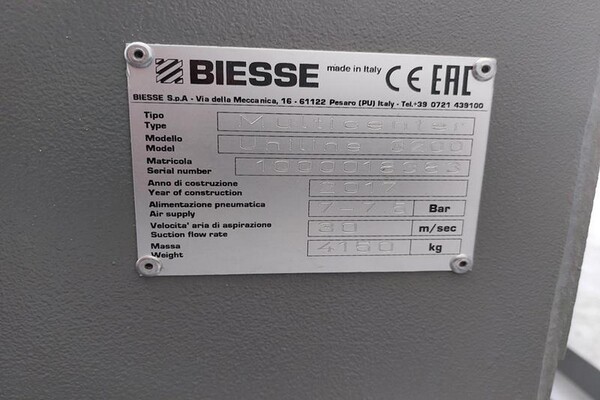 BIESSE made in Italy CE EAC
BIESSE S.p.A - Via della Meccanica, 16 - 61122 Pesaro (PU) Italy - Tel.+39 0721 439100
Tipo
Type Multicenter
Modello
Model Uniline
Matricola
Serial number
Anno di costruzione
Year of construction 2017
Alimentazione pneumatica
Air supply Bar
Velocita' aria di aspirazione
Suction flow rate 30 m/sec
Massa
Weight 4150 kg